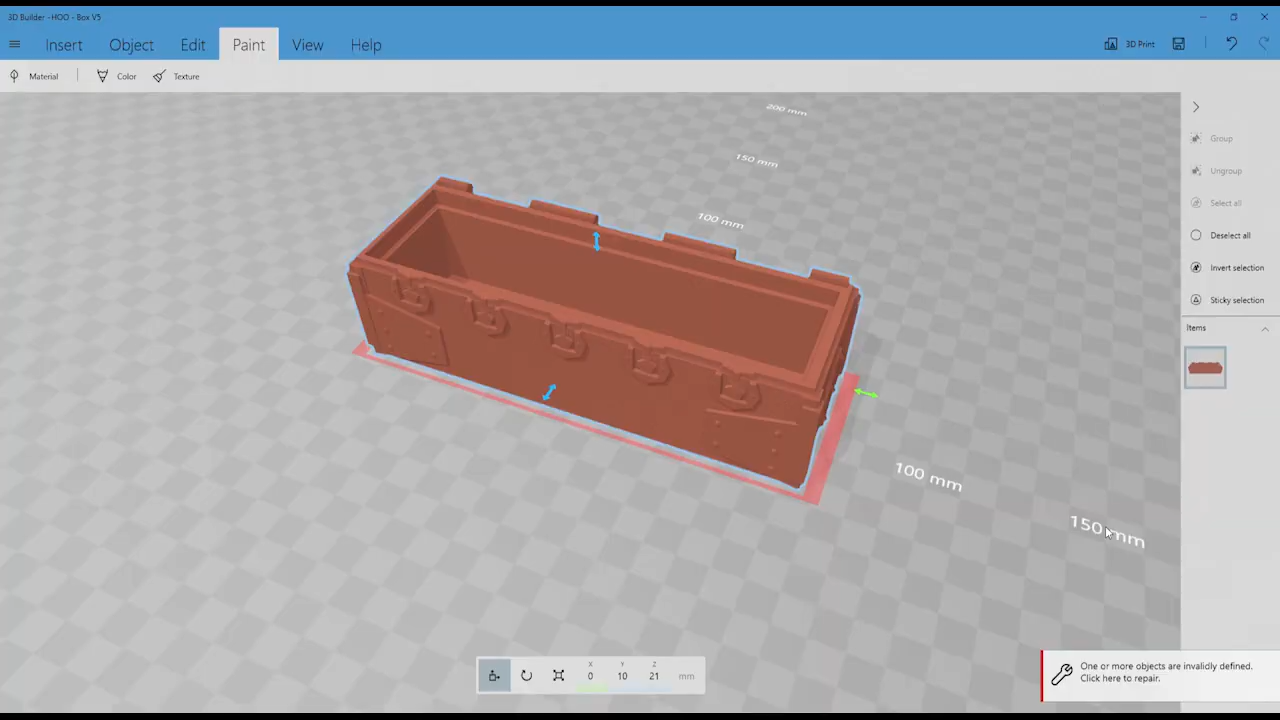 3D Builder -HOO - Box V5
Insert
Object
Edit
Paint
View
Help
3D Print
Material
Color
Texture
200 mm
150 mm
100 mm
100 mm
150 mm
Group
Ungroup
Select all
Deselect all
Invert selection
Sticky selection
Items
X
Y
Z
0
10
21
mm
One or more objects are invalidly defined.
Click here to repair.